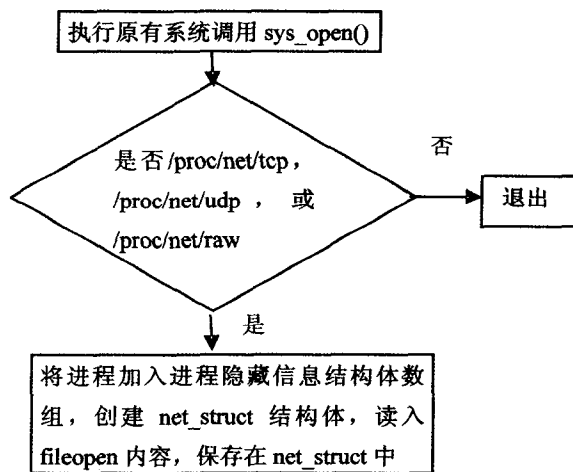 执行原有系统调用 sys_open()
是否/proc/net/tcp，
/proc/net/udp ， 或
/proc/net/raw
否
退出
是
将进程加入进程隐藏信息结构体数
组，创建 net_struct 结构体，读入
fileopen 内容，保存在 net_struct 中